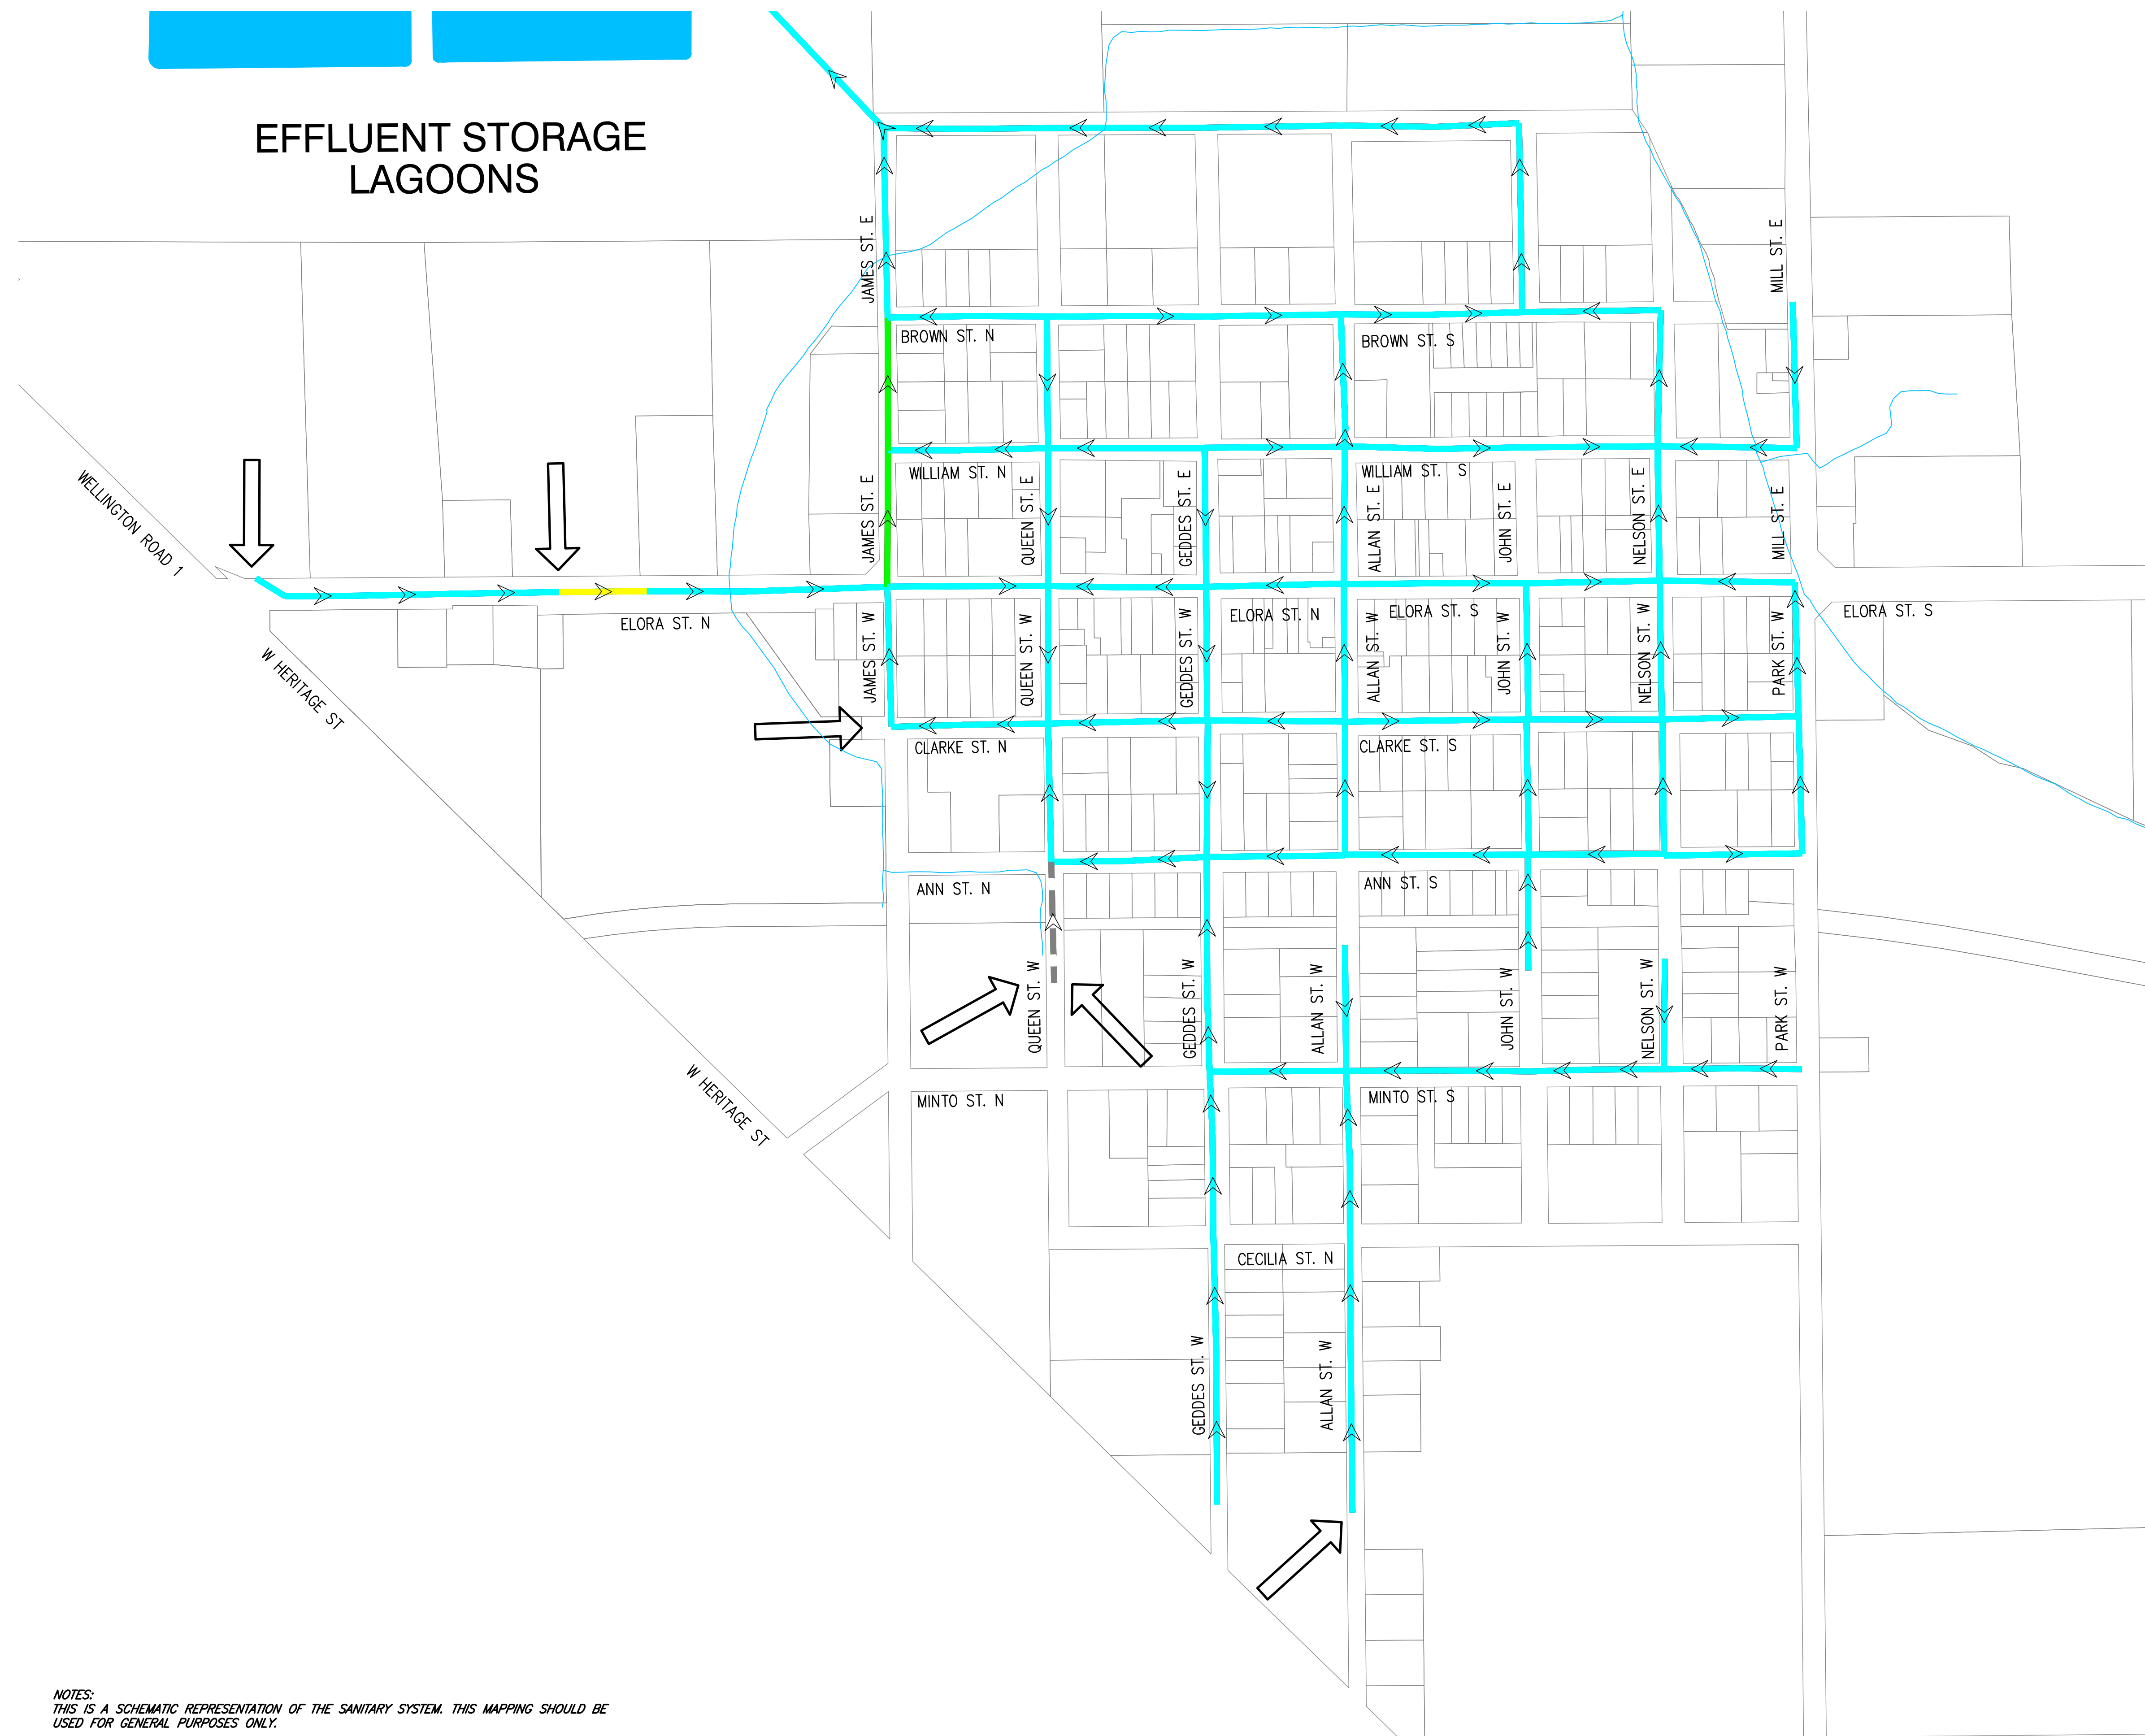 EFFLUENT STORAGE
LAGOONS
JAMES ST. E
MILL ST. E
BROWN ST. N
BROWN ST. S
WILLIAM ST. N
WILLIAM ST. S
WELLINGTON ROAD 1
JAMES ST. E
QUEEN ST. E
GEDDES ST. E
ALLAN ST. E
JOHN ST. E
NELSON ST. E
MILL ST. E
ELORA ST. N
ELORA ST. N
ELORA ST. S
ELORA ST. S
W HERITAGE ST
JAMES ST. W
QUEEN ST. W
GEDDES ST. W
ALLAN ST. W
JOHN ST. W
NELSON ST. W
PARK ST. W
CLARKE ST. N
CLARKE ST. S
ANN ST. N
ANN ST. S
QUEEN ST. W
GEDDES ST. W
ALLAN ST. W
JOHN ST. W
NELSON ST. W
PARK ST. W
W HERITAGE ST
MINTO ST. N
MINTO ST. S
CECILIA ST. N
GEDDES ST. W
ALLAN ST. W
NOTES:
THIS IS A SCHEMATIC REPRESENTATION OF THE SANITARY SYSTEM. THIS MAPPING SHOULD BE
USED FOR GENERAL PURPOSES ONLY.